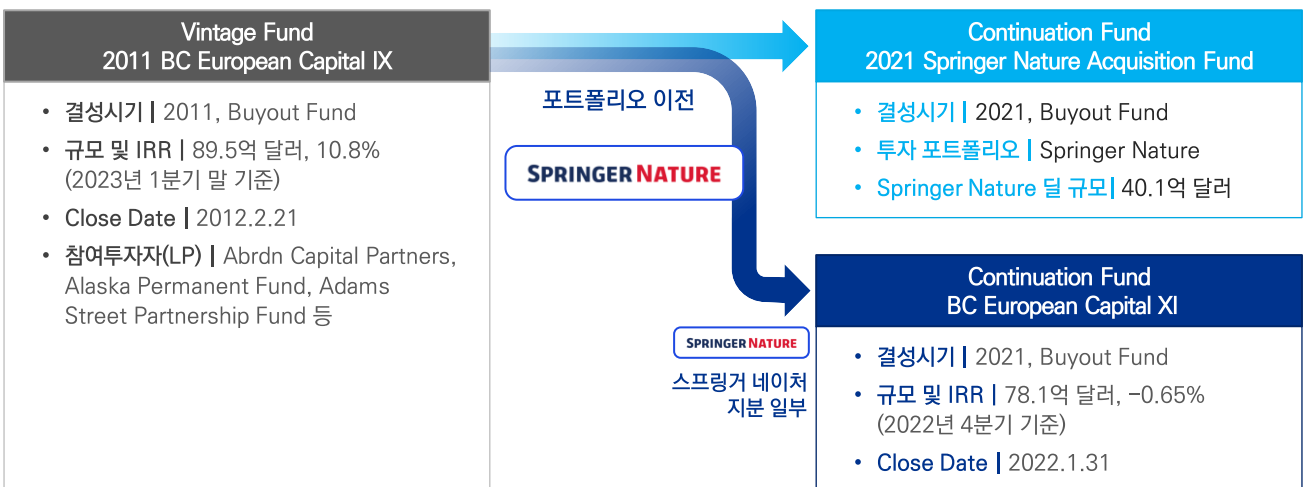 Vintage Fund
2011 BC European Capital IX
• 결성시기 | 2011, Buyout Fund
• 규모 및 IRR | 89.5억 달러, 10.8%
(2023년 1분기 말 기준)
• Close Date | 2012.2.21
• 참여투자자(LP) | Abrdn Capital Partners,
Alaska Permanent Fund, Adams
Street Partnership Fund 등
포트폴리오 이전
SPRINGER NATURE
SPRINGER NATURE
스프링거 네이처
지분 일부
Continuation Fund
2021 Springer Nature Acquisition Fund
• 결성시기 | 2021, Buyout Fund
• 투자 포트폴리오 | Springer Nature
• Springer Nature 딜 규모| 40.1억 달러
Continuation Fund
BC European Capital XI
• 결성시기 | 2021, Buyout Fund
• 규모 및 IRR | 78.1억 달러, -0.65%
(2022년 4분기 기준)
• Close Date | 2022.1.31